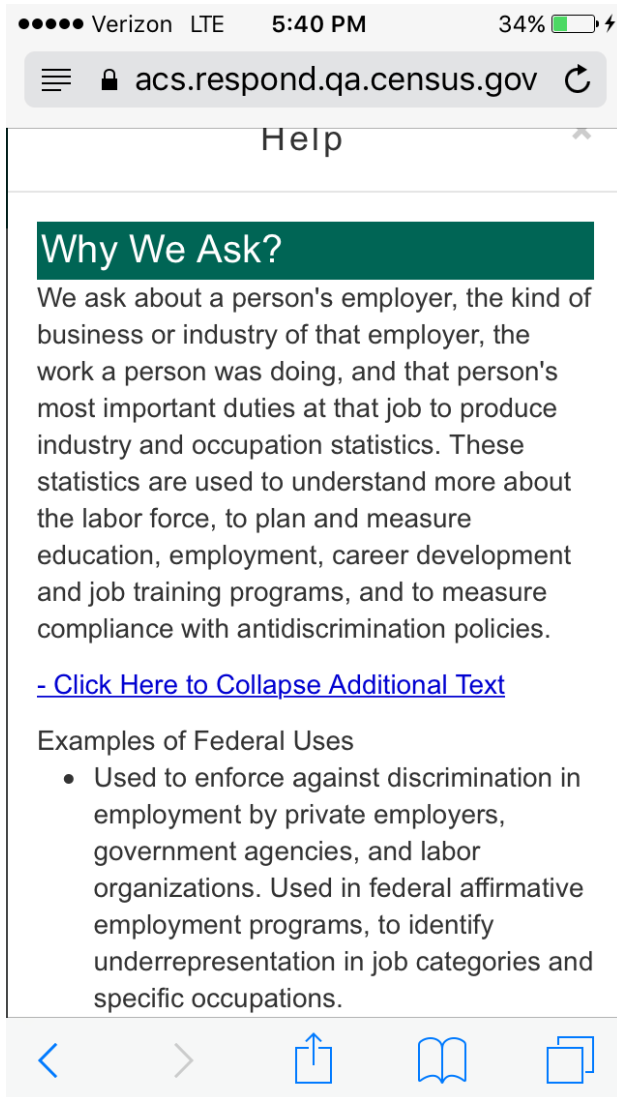 Verizon LTE 5:40 PM 34%
acs.respond.qa.census.gov
Help
Why We Ask?
We ask about a person's employer, the kind of
business or industry of that employer, the
work a person was doing, and that person's
most important duties at that job to produce
industry and occupation statistics. These
statistics are used to understand more about
the labor force, to plan and measure
education, employment, career development
and job training programs, and to measure
compliance with antidiscrimination policies.
- Click Here to Collapse Additional Text
Examples of Federal Uses
• Used to enforce against discrimination in
employment by private employers,
government agencies, and labor
organizations. Used in federal affirmative
employment programs, to identify
underrepresentation in job categories and
specific occupations.